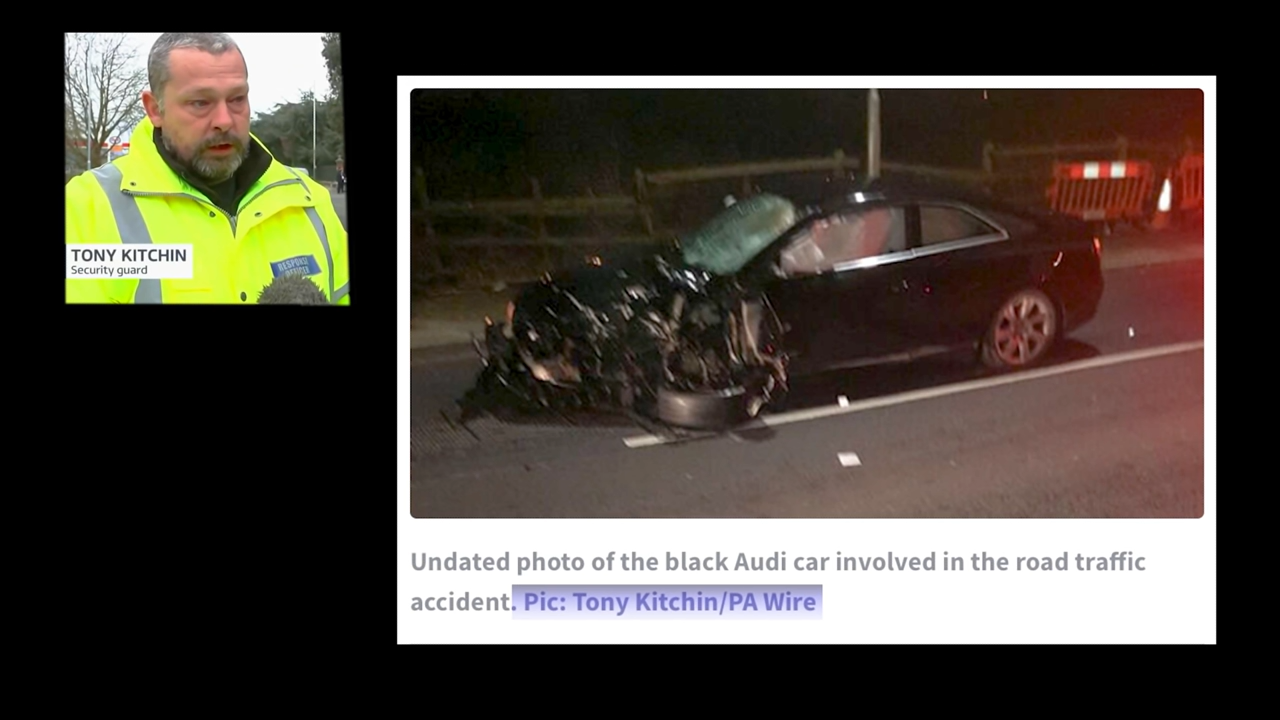 TONY KITCHIN
Security guard
RESPONSE
OFFICER
Undated photo of the black Audi car involved in the road traffic
accident. Pic: Tony Kitchin/PA Wire